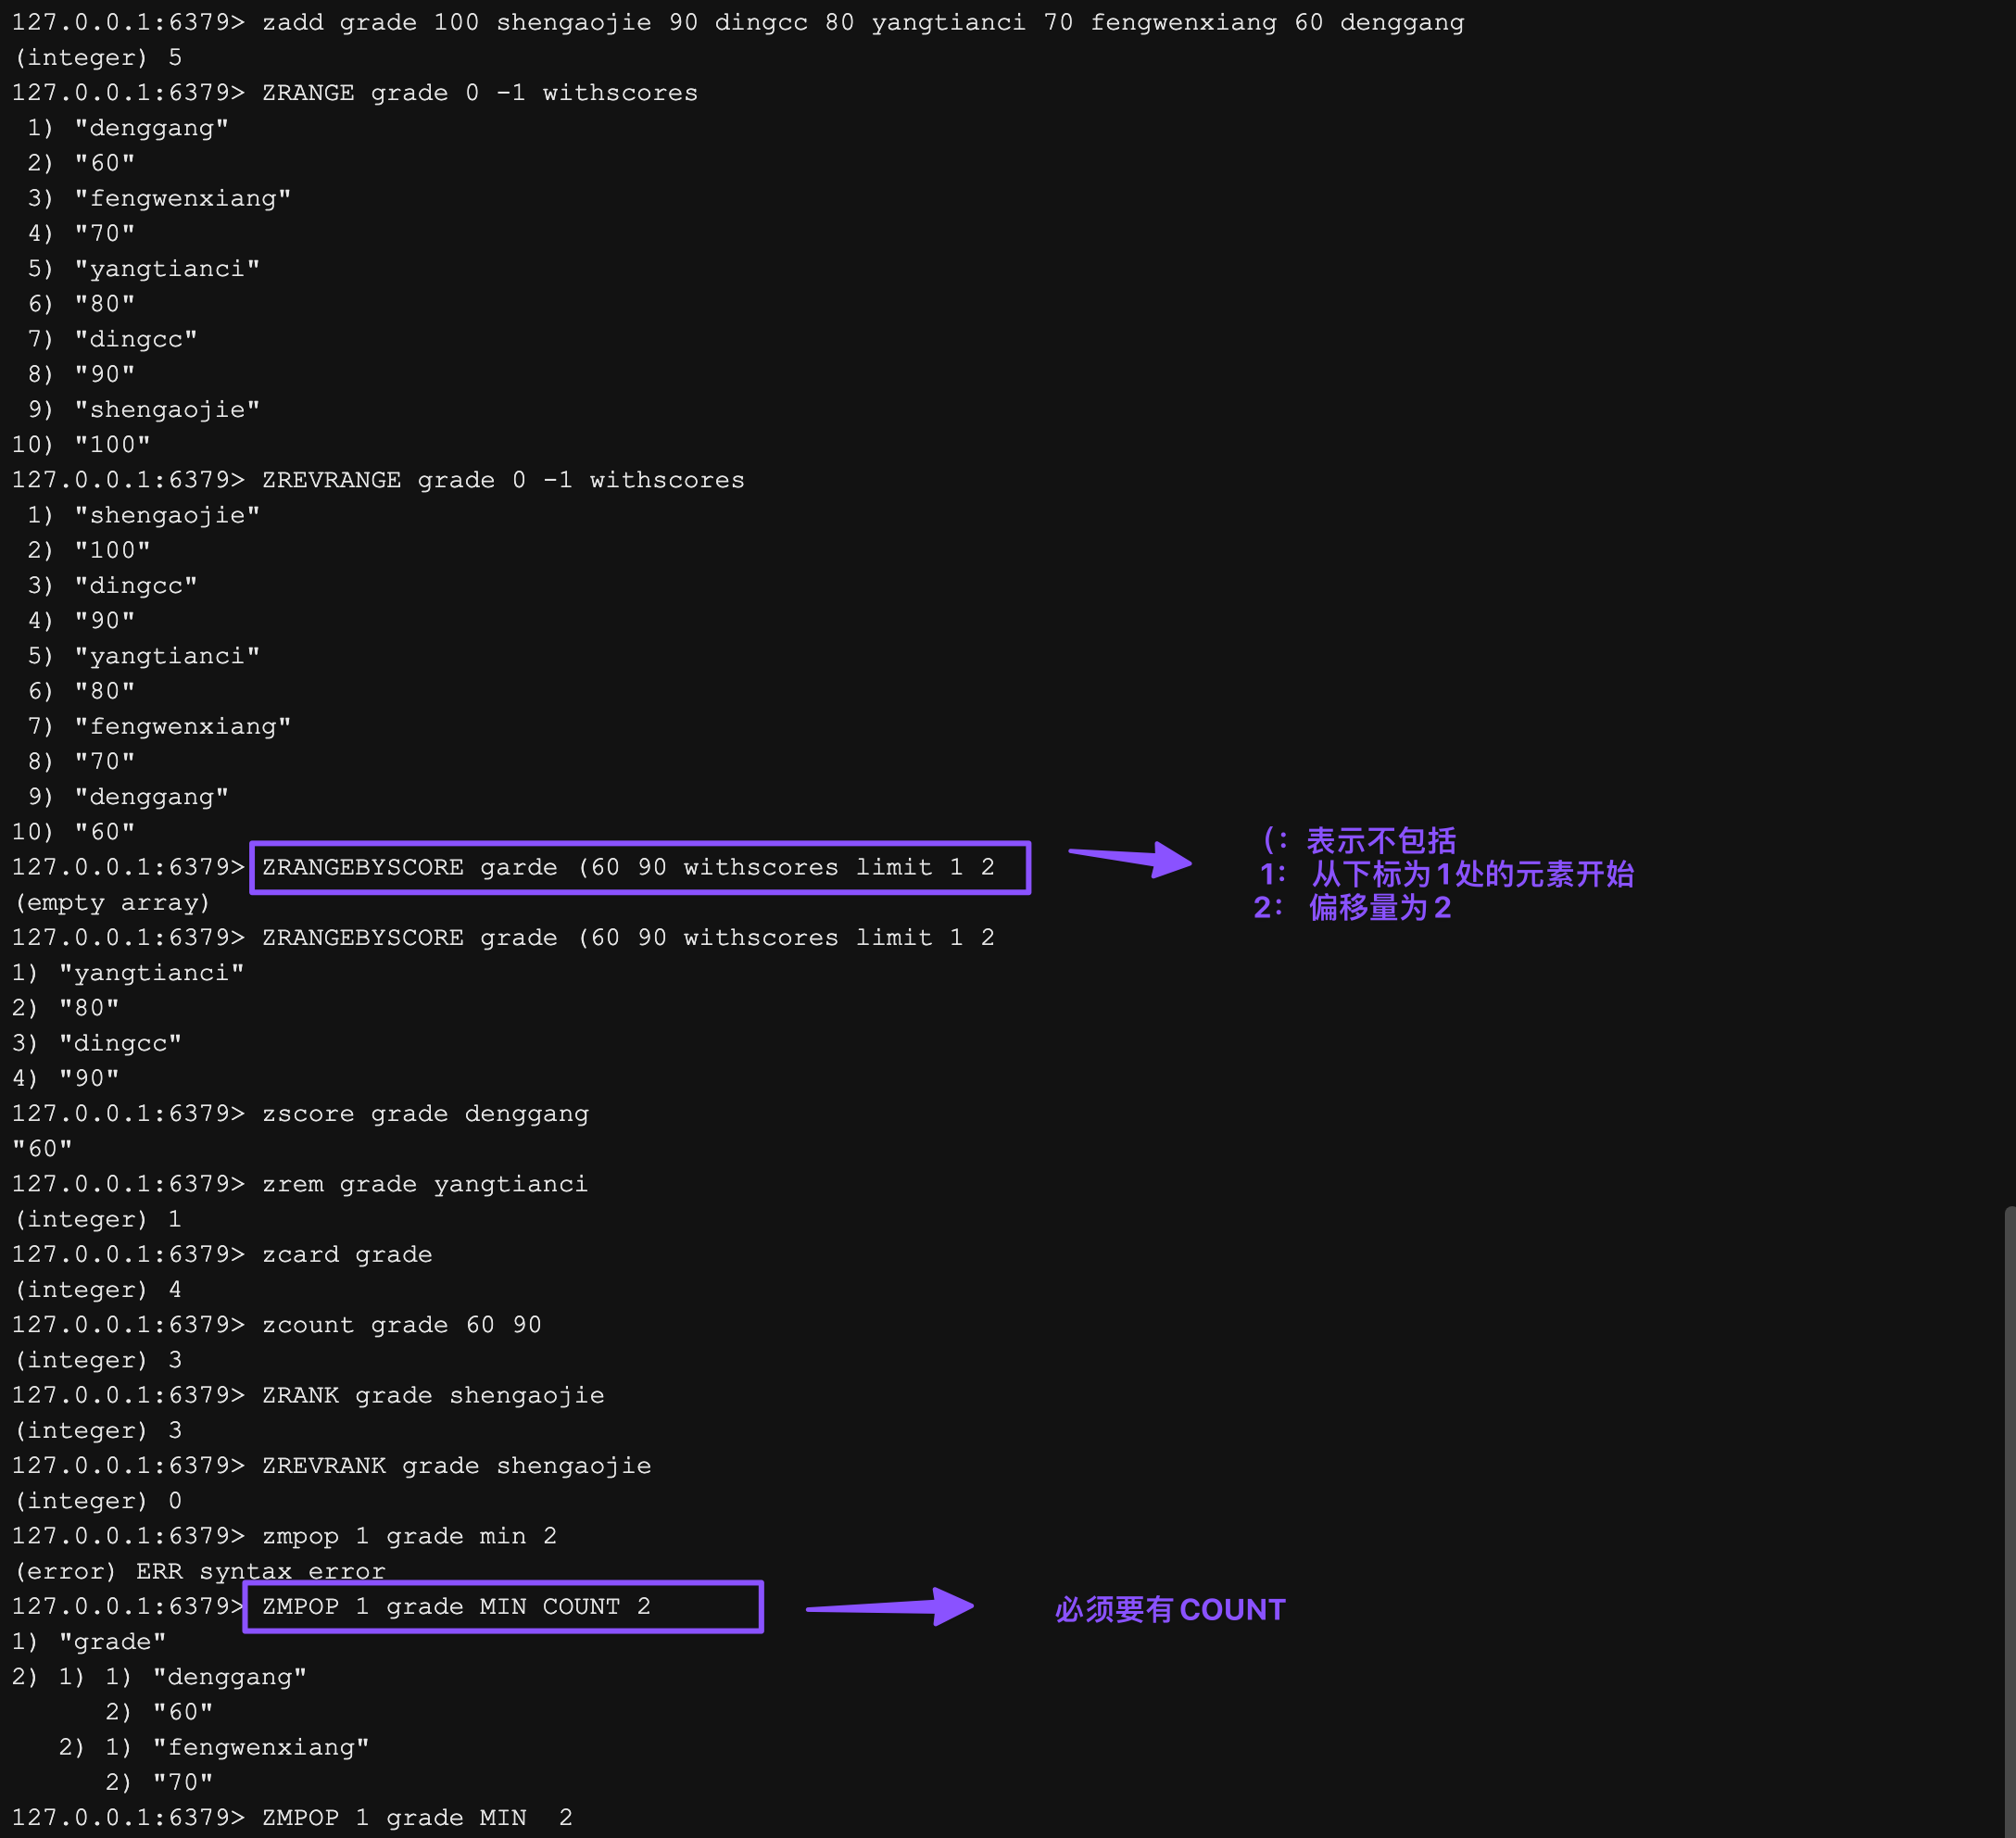 127.0.0.1:6379> zadd grade 100 shengaojie 90 dingcc 80 yangtianci 70 fengwenxiang 60 denggang
(integer) 5
127.0.0.1:6379> ZRANGE grade 0 -1 withscores
 1) "denggang"
 2) "60"
 3) "fengwenxiang"
 4) "70"
 5) "yangtianci"
 6) "80"
 7) "dingcc"
 8) "90"
 9) "shengaojie"
10) "100"
127.0.0.1:6379> ZREVRANGE grade 0 -1 withscores
 1) "shengaojie"
 2) "100"
 3) "dingcc"
 4) "90"
 5) "yangtianci"
 6) "80"
 7) "fengwenxiang"
 8) "70"
 9) "denggang"
10) "60"
127.0.0.1:6379> ZRANGEBYSCORE garde (60 90 withscores limit 1 2
(：表示不包括
1： 从下标为1处的元素开始
2： 偏移量为2
(empty array)
127.0.0.1:6379> ZRANGEBYSCORE grade (60 90 withscores limit 1 2
1) "yangtianci"
2) "80"
3) "dingcc"
4) "90"
127.0.0.1:6379> zscore grade denggang
"60"
127.0.0.1:6379> zrem grade yangtianci
(integer) 1
127.0.0.1:6379> zcard grade
(integer) 4
127.0.0.1:6379> zcount grade 60 90
(integer) 3
127.0.0.1:6379> ZRANK grade shengaojie
(integer) 3
127.0.0.1:6379> ZREVRANK grade shengaojie
(integer) 0
127.0.0.1:6379> zmpop 1 grade min 2
(error) ERR syntax error
127.0.0.1:6379> ZMPOP 1 grade MIN COUNT 2
必须要有COUNT
1) "grade"
2) 1) 1) "denggang"
      2) "60"
   2) 1) "fengwenxiang"
      2) "70"
127.0.0.1:6379> ZMPOP 1 grade MIN  2